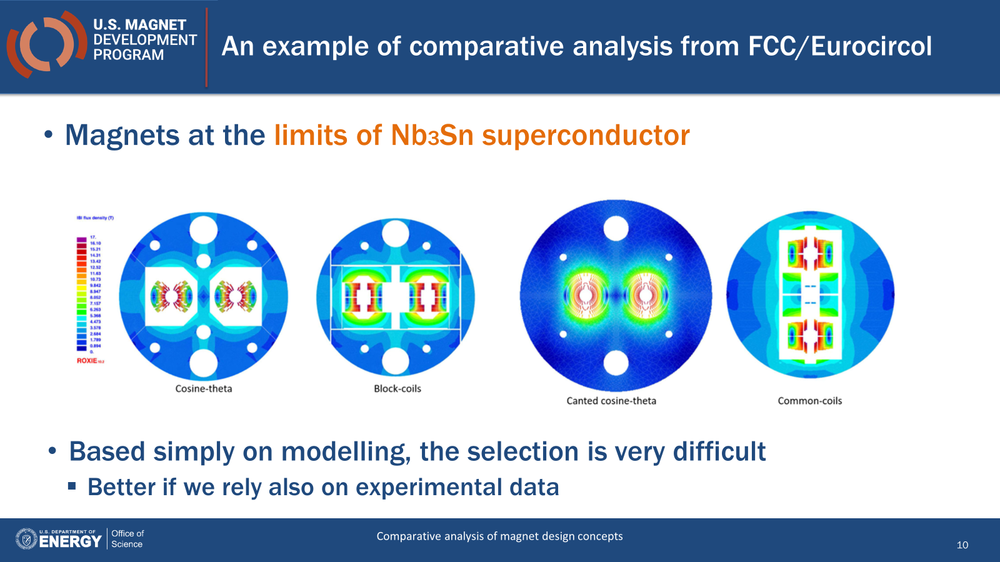 U.S. MAGNET
DEVELOPMENT
PROGRAM
An example of comparative analysis from FCC/Eurocircol
• Magnets at the limits of Nb3Sn superconductor
IBI flux density (T)
17.
16.10
15.21
14.31
13.42
12.52
11.63
10.73
9.842
8.947
8.052
7.157
6.263
5.368
4.473
3.578
2.684
1.789
0.894
0.
ROXIE 10.2
Cosine-theta
Block-coils
Canted cosine-theta
Common-coils
• Based simply on modelling, the selection is very difficult
▪ Better if we rely also on experimental data
U.S. DEPARTMENT OF
ENERGY
Office of
Science
Comparative analysis of magnet design concepts
10